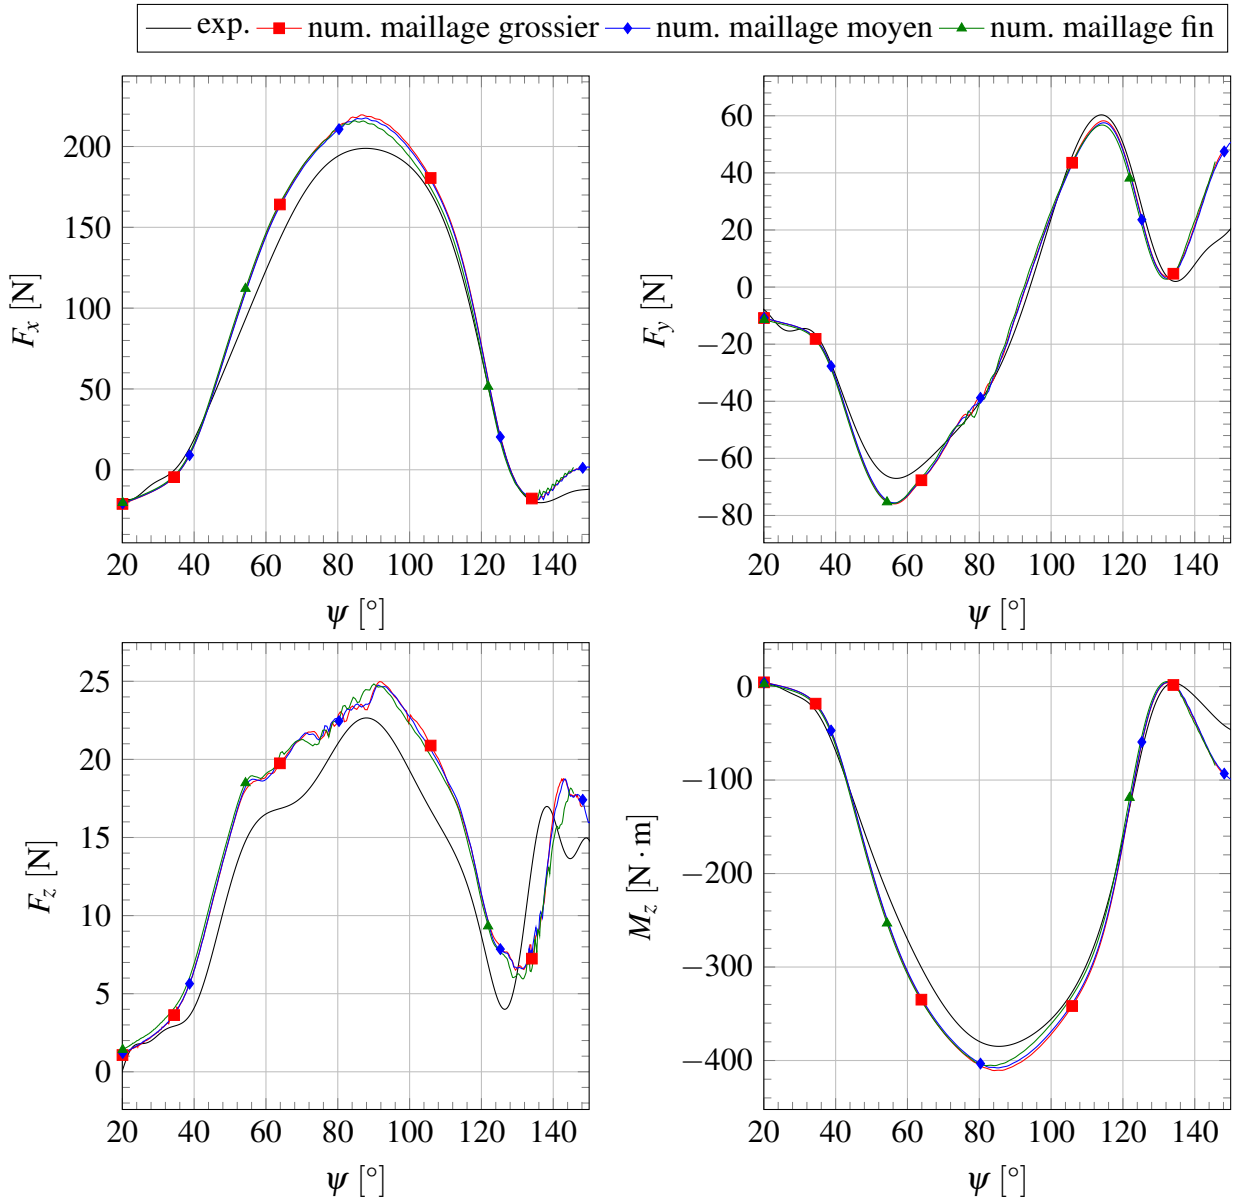 exp. num. maillage grossier num. maillage moyen num. maillage fin
200
150
100
50
0
F_x [N]
20 40 60 80 100 120 140
ψ [°]
60
40
20
0
−20
−40
−60
−80
F_y [N]
20 40 60 80 100 120 140
ψ [°]
25
20
15
10
5
0
F_z [N]
20 40 60 80 100 120 140
ψ [°]
0
−100
−200
−300
−400
M_z [N · m]
20 40 60 80 100 120 140
ψ [°]